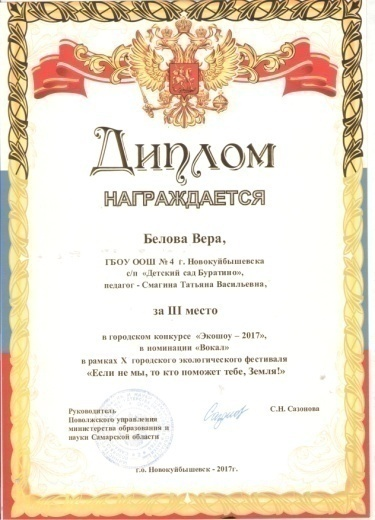 Диплом
НАГРАЖДАЕТСЯ
Белова Вера,
ГБОУ ООШ № 4 г. Новокуйбышевска
с/п «Детский сад Буратино»,
педагог - Смагина Татьяна Васильевна,
за III место
в городском конкурсе «Экошоу – 2017»,
в номинации «Вокал»
в рамках X городского экологического фестиваля
«Если не мы, то кто поможет тебе, Земля!»
Руководитель
Поволжского управления
министерства образования и
науки Самарской области
С.Н. Сазонова
г.о. Новокуйбышевск - 2017г.